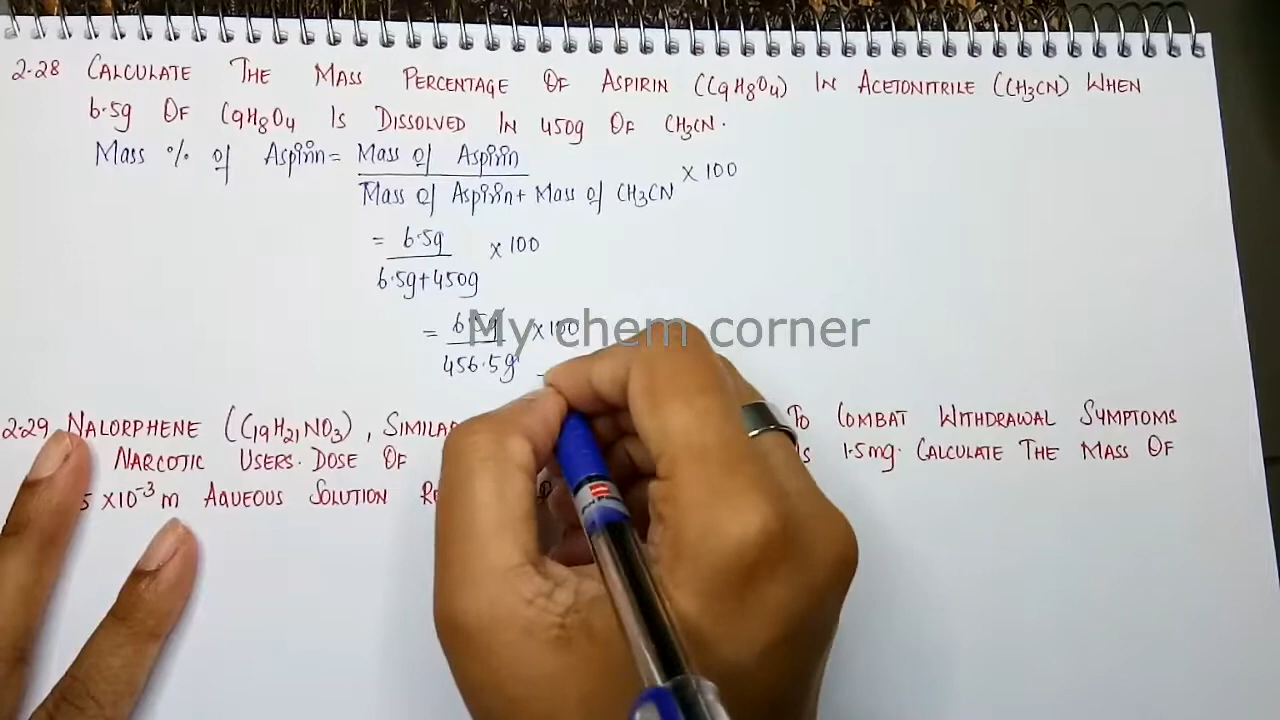 2.28 CALCULATE THE MASS PERCENTAGE OF ASPIRIN (C9H8O4) IN ACETONITRILE (CH3CN) WHEN
6.5g OF C9H8O4 IS DISSOLVED IN 450g OF CH3CN.
Mass % of Aspirin = Mass of Aspirin
Mass of Aspirin + Mass of CH3CN × 100
= 6.5g × 100
6.5g + 450g
= 6.5g × 100
456.5g
My chem corner
2.29 NALORPHENE (C19H21NO3), SIMILAR TO COMBAT WITHDRAWAL SYMPTOMS
NARCOTIC USERS. DOSE OF IS 1.5mg. CALCULATE THE MASS OF
5 × 10-3 m AQUEOUS SOLUTION